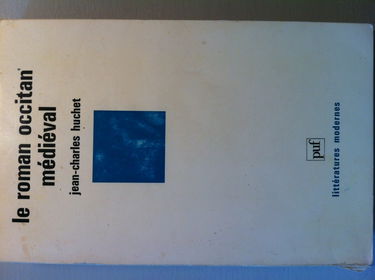 le roman occitan
médiéval
jean-charles huchet
puf
littératures modernes